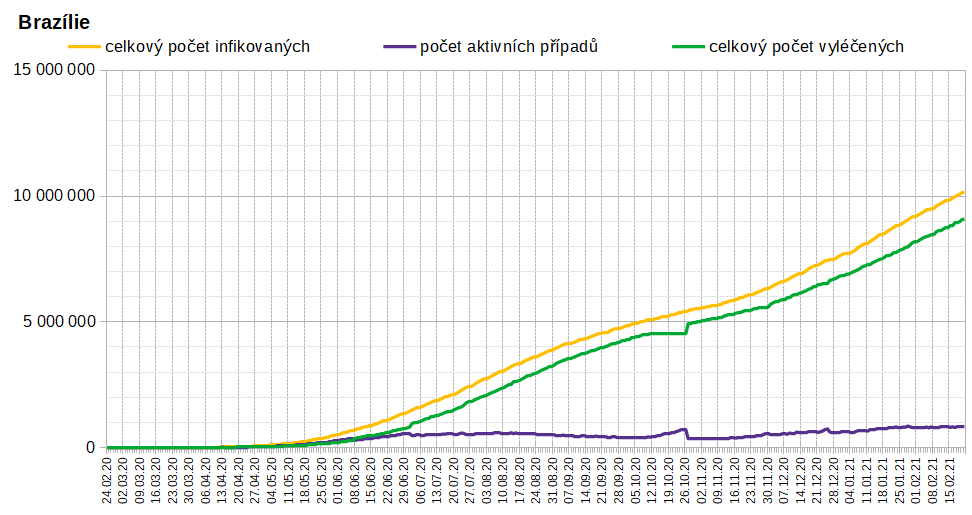 Brazílie
celkový počet infikovaných počet aktivních případů celkový počet vyléčených
15 000 000
10 000 000
5 000 000
0
24.02.20 02.03.20 09.03.20 16.03.20 23.03.20 30.03.20 06.04.20 13.04.20 20.04.20 27.04.20 04.05.20 11.05.20 18.05.20 25.05.20 01.06.20 08.06.20 15.06.20 22.06.20 29.06.20 06.07.20 13.07.20 20.07.20 27.07.20 03.08.20 10.08.20 17.08.20 24.08.20 31.08.20 07.09.20 14.09.20 21.09.20 28.09.20 05.10.20 12.10.20 19.10.20 26.10.20 02.11.20 09.11.20 16.11.20 23.11.20 30.11.20 07.12.20 14.12.20 21.12.20 28.12.20 04.01.21 11.01.21 18.01.21 25.01.21 01.02.21 08.02.21 15.02.21